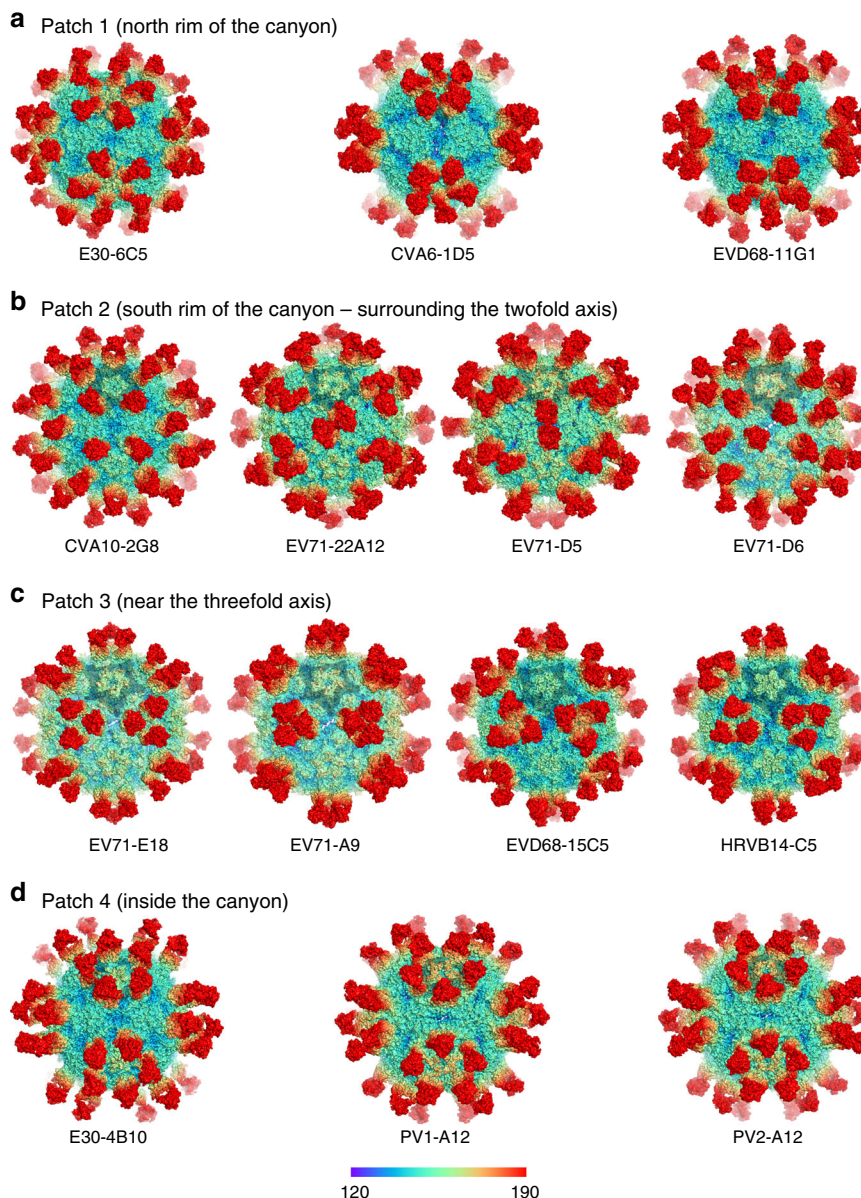 a Patch 1 (north rim of the canyon)
E30-6C5 CVA6-1D5 EVD68-11G1
b Patch 2 (south rim of the canyon – surrounding the twofold axis)
CVA10-2G8 EV71-22A12 EV71-D5 EV71-D6
c Patch 3 (near the threefold axis)
EV71-E18 EV71-A9 EVD68-15C5 HRVB14-C5
d Patch 4 (inside the canyon)
E30-4B10 PV1-A12 PV2-A12
120 190